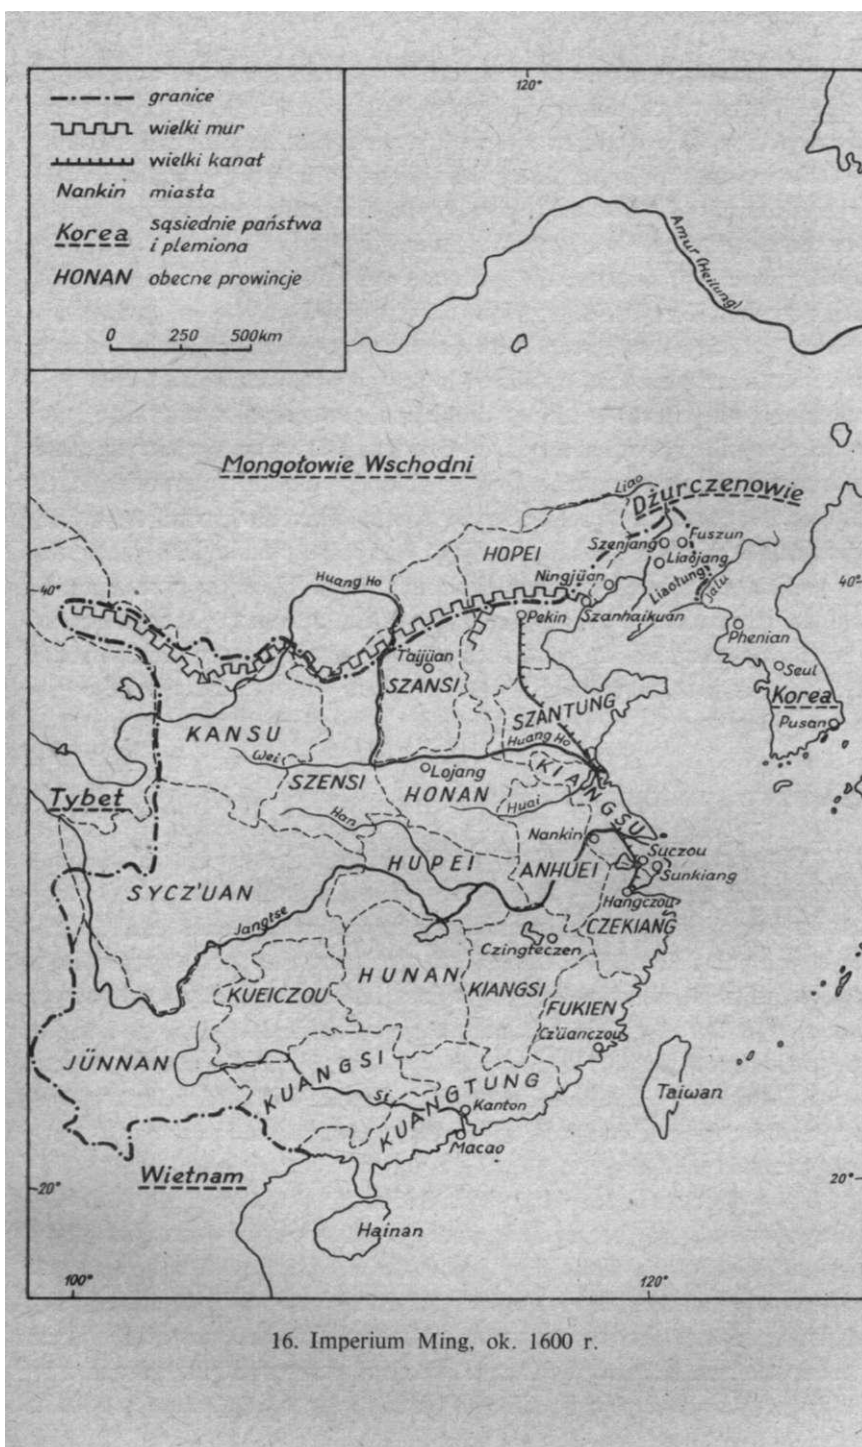 granice
wielki mur
wielki kanał
Nankin miasta
Korea sąsiednie państwa
i plemiona
HONAN obecne prowincje
0 250 500km
120°
Amur (Heilung)
Mongołowie Wschodni
Liao
Dżurczenowie
HOPEI
Szenjang
Fuszun
Liaojang
Ningjüan
Liaotung
Jalu
Huang Ho
40°
40°
Pekin
Szanhaikuan
Phenian
Taijüan
Seul
SZANSI
Korea
SZANTUNG
Pusan
KANSU
Huang Ho
Wei
Lojang
KIANGSU
SZENSI
HONAN
Tybet
Huai
Han
Nankin
Suczou
HUPEI
ANHUEI
Sunkiang
SYCZ'UAN
Hangczou
Jangtse
CZEKIANG
Czingteczen
HUNAN
KUEICZOU
KIANGSI
FUKIEN
Cz'üanczou
JÜNNAN
KUANGSI
Taiwan
Si
KUANGTUNG
Kanton
Macao
Wietnam
20°
20°
Hainan
100°
120°
16. Imperium Ming, ok. 1600 r.